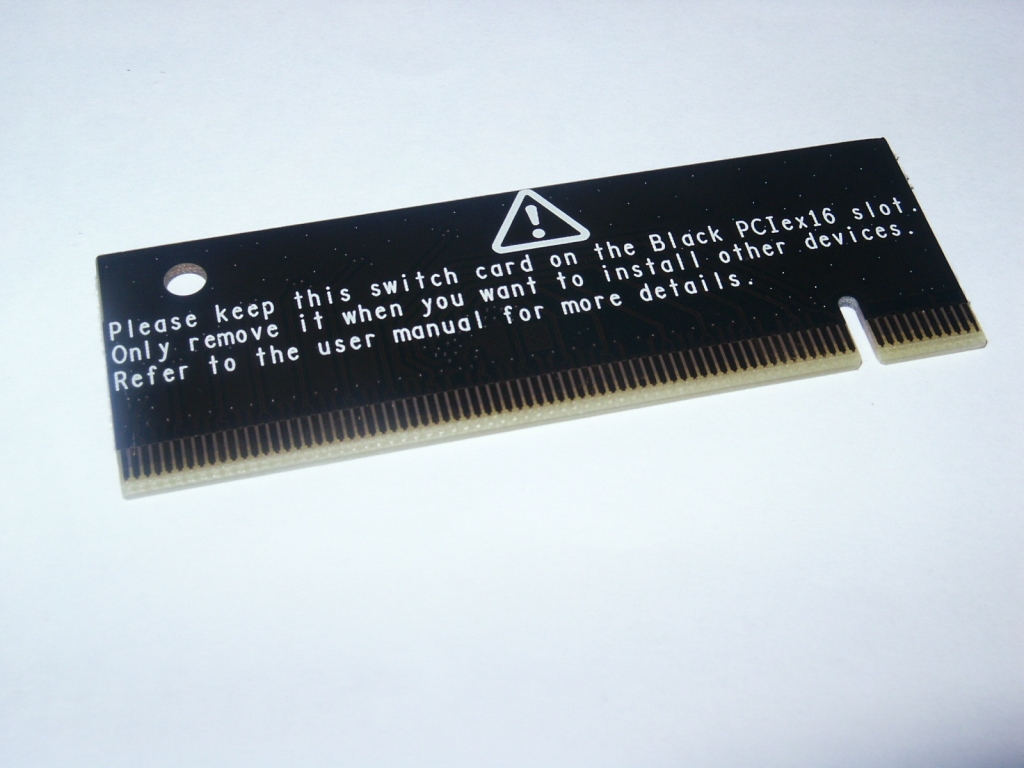 Please keep this switch card on the Black PCIex16 slot.
Only remove it when you want to install other devices.
Refer to the user manual for more details.